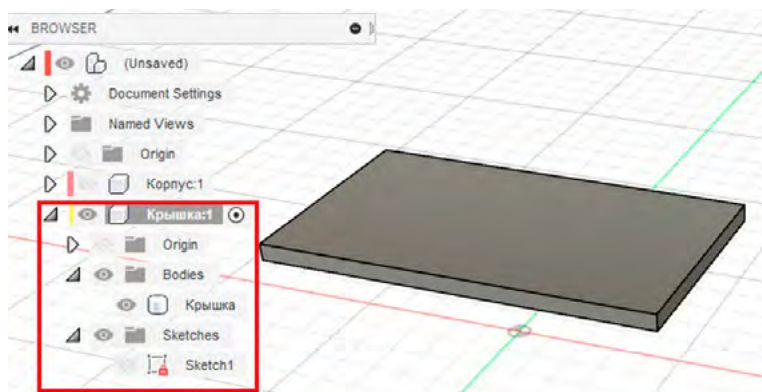 BROWSER
(Unsaved)
Document Settings
Named Views
Origin
Корпус:1
Крышка:1
Origin
Bodies
Крышка
Sketches
Sketch1